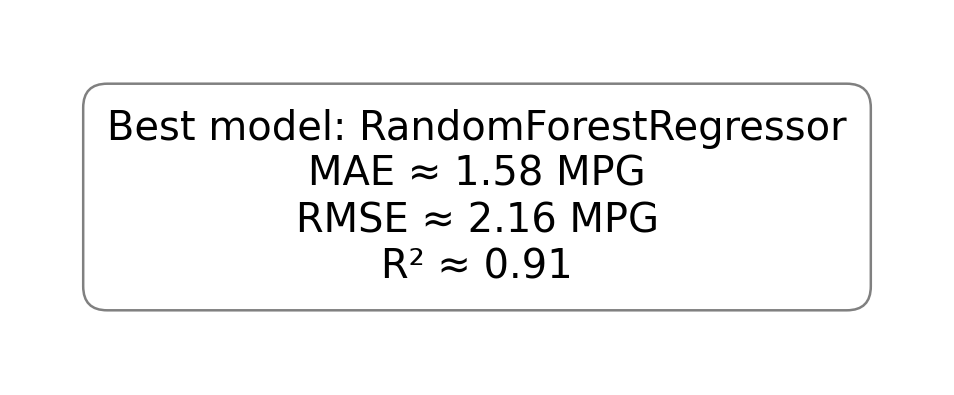 Best model: RandomForestRegressor
MAE ≈ 1.58 MPG
RMSE ≈ 2.16 MPG
R² ≈ 0.91